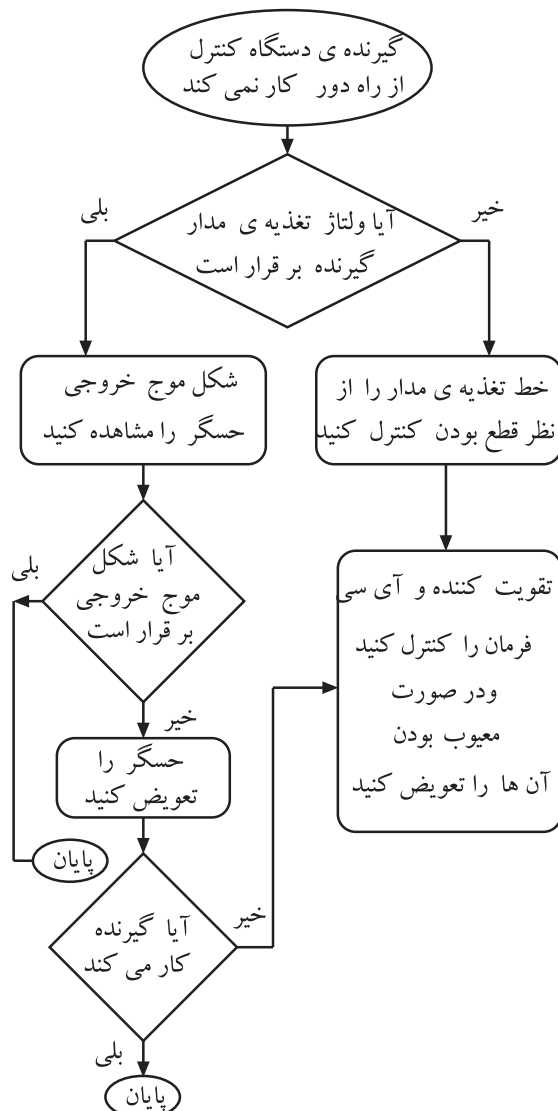 گیرنده ی دستگاه کنترل
از راه دور کار نمی کند
خیر
بلی
آیا ولتاژ تغذیه ی مدار
گیرنده بر قرار است
خط تغذیه ی مدار را از
نظر قطع بودن کنترل کنید
شکل موج خروجی
حسگر را مشاهده کنید
آیا شکل
موج خروجی
بر قرار است
بلی
خیر
تقویت کننده و آی سی
فرمان را کنترل کنید
ودر صورت
معیوب بودن
آن ها را تعویض کنید
حسگر را
تعویض کنید
پایان
آیا گیرنده
کار می کند
خیر
بلی
پایان